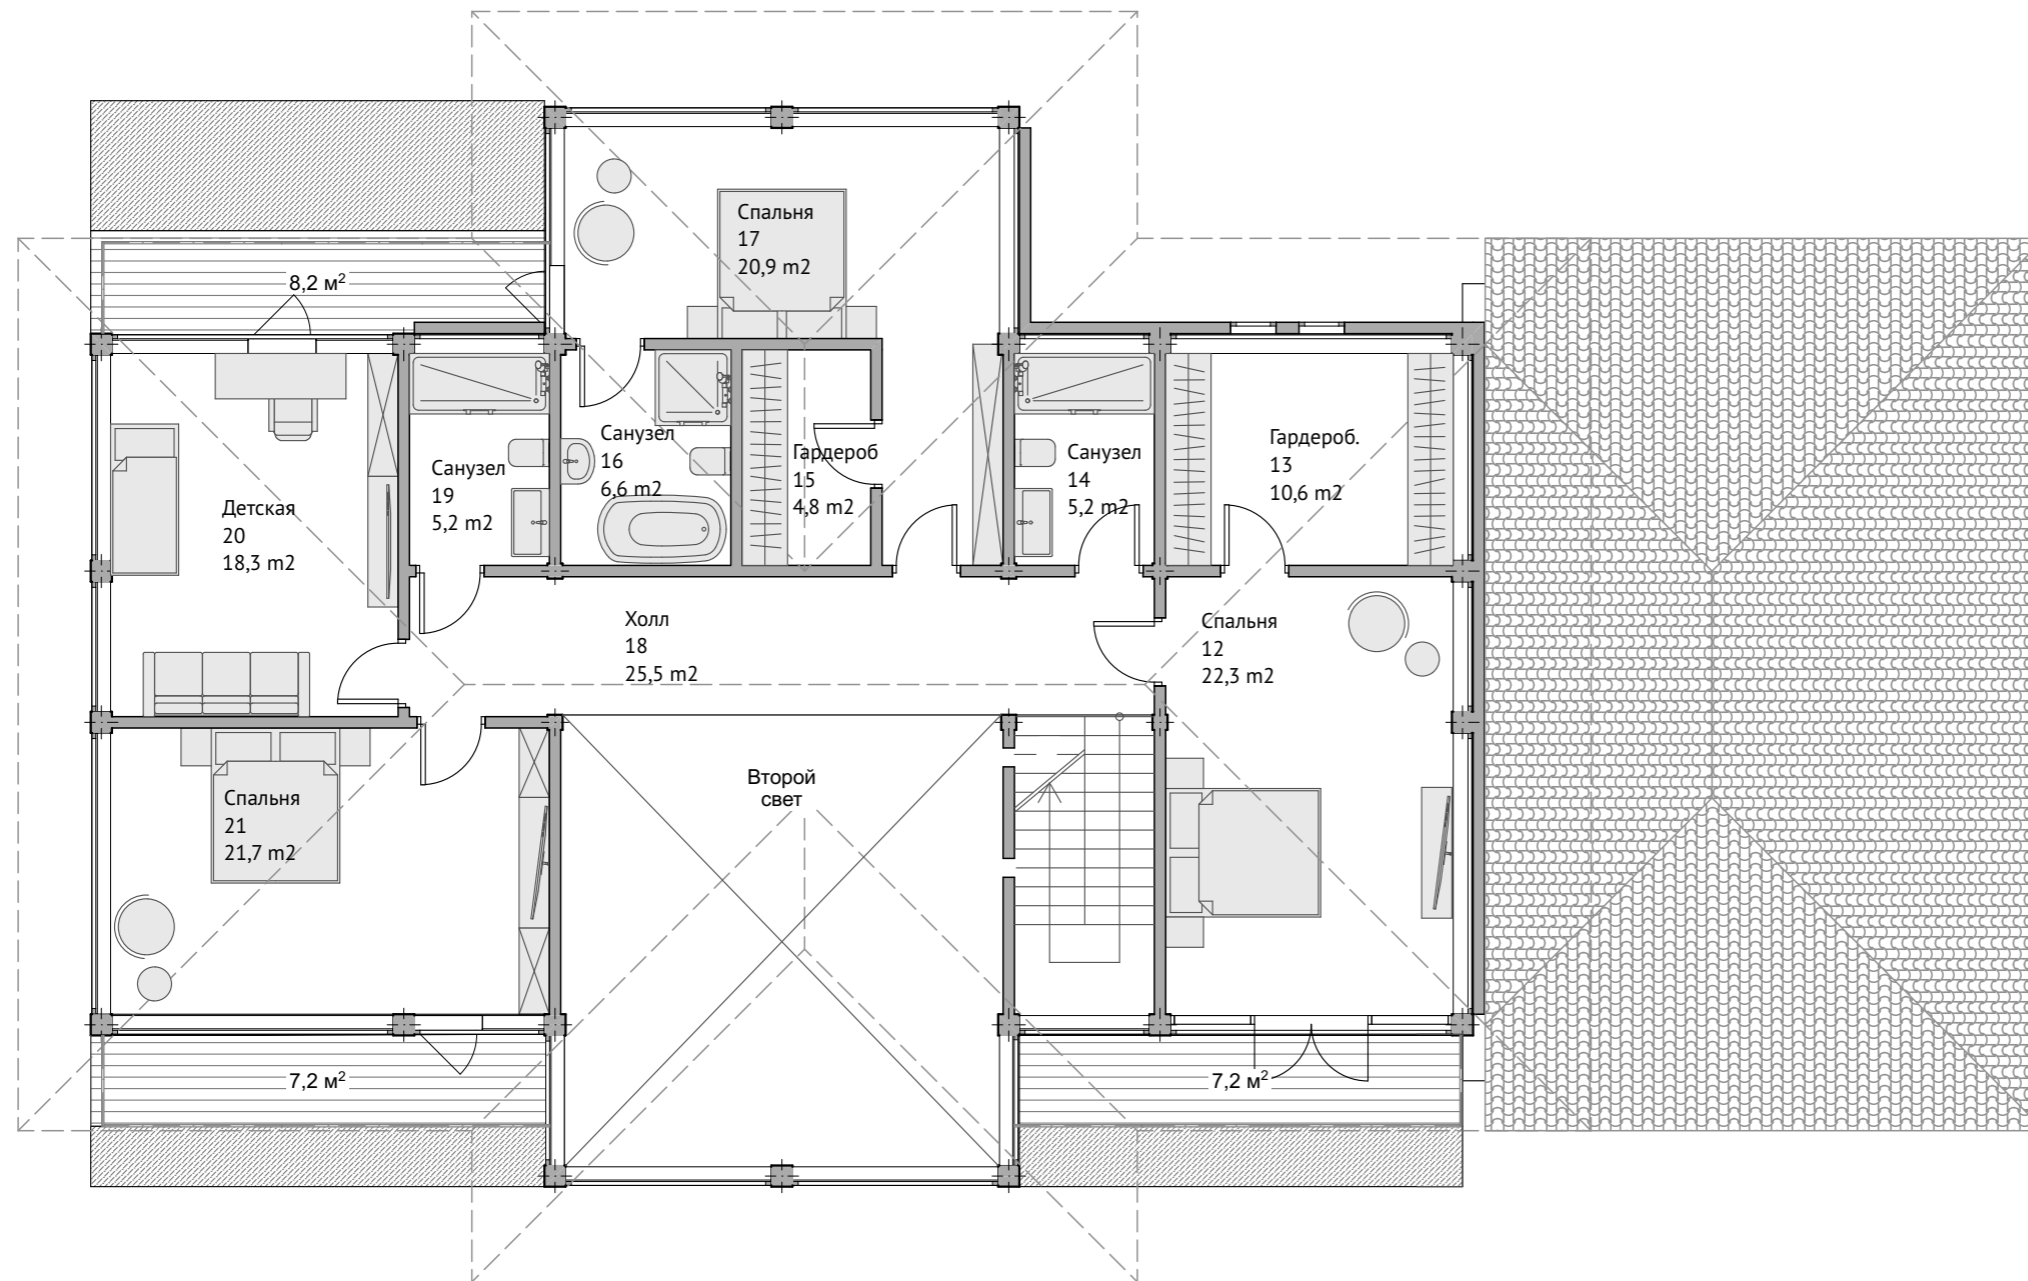 Спальня
17
20,9 m2
8,2 м²
Санузел
16
6,6 m2
Гардероб
15
4,8 m2
Санузел
14
5,2 m2
Гардероб.
13
10,6 m2
Санузел
19
5,2 m2
Детская
20
18,3 m2
Холл
18
25,5 m2
Спальня
12
22,3 m2
Второй
свет
Спальня
21
21,7 m2
7,2 м²
7,2 м²